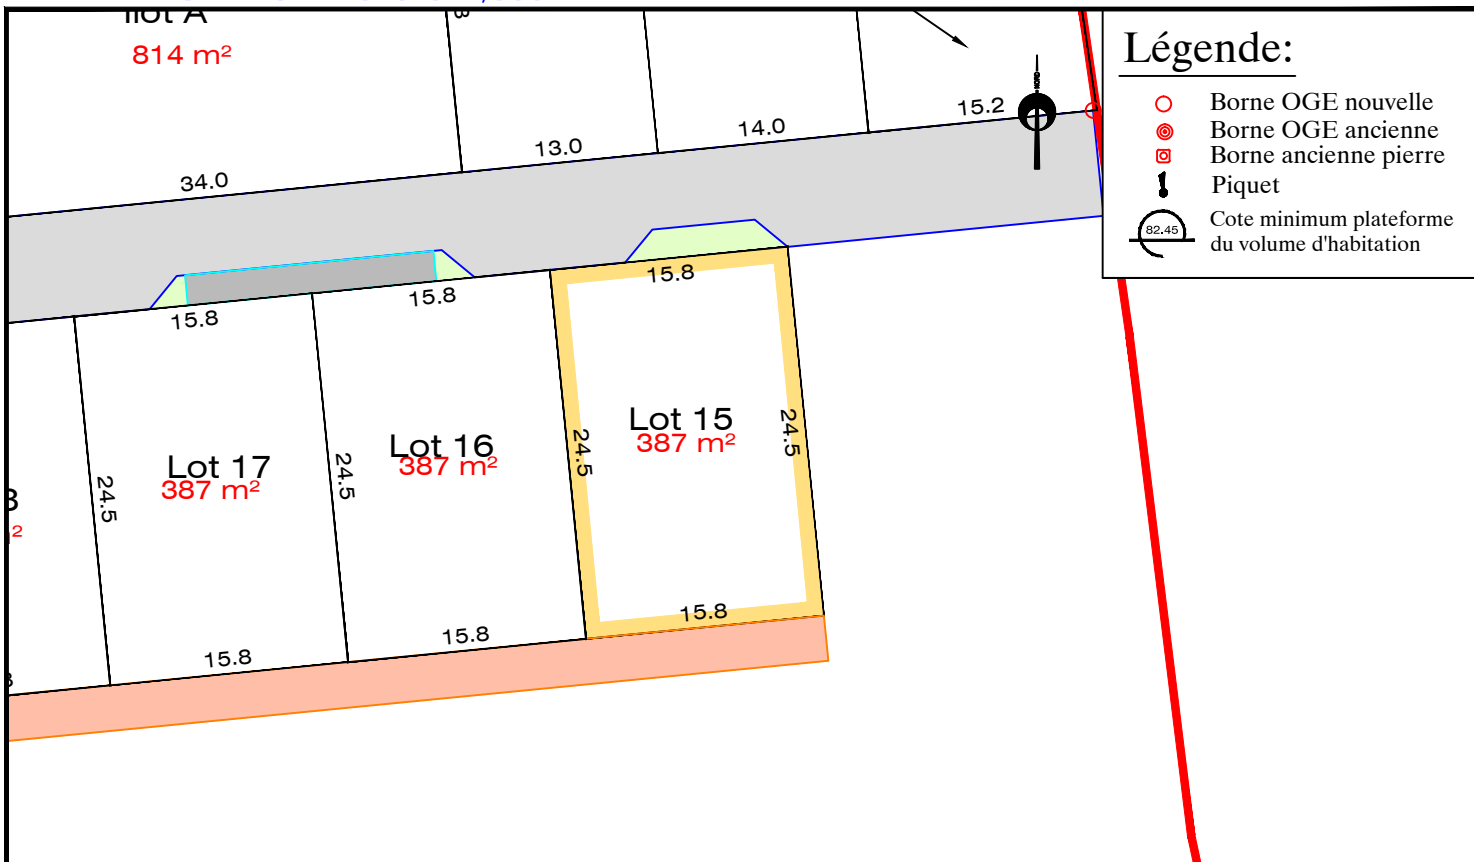 Ilot A
814 m²
34.0
13.0
14.0
15.2
NORD
Légende:
Borne OGE nouvelle
Borne OGE ancienne
Borne ancienne pierre
Piquet
82.45
Cote minimum plateforme
du volume d'habitation
15.8
15.8
15.8
Lot 15
387 m²
24.5
24.5
Lot 16
387 m²
24.5
Lot 17
387 m²
24.5
15.8
15.8
15.8